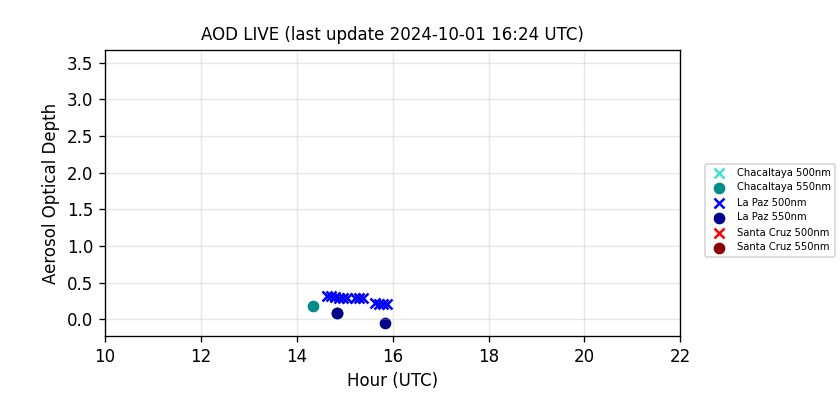 AOD LIVE (last update 2024-10-01 16:24 UTC)
3.5
3.0
2.5
2.0
1.5
1.0
0.5
0.0
Aerosol Optical Depth
10 12 14 16 18 20 22
Hour (UTC)
Chacaltaya 500nm
Chacaltaya 550nm
La Paz 500nm
La Paz 550nm
Santa Cruz 500nm
Santa Cruz 550nm